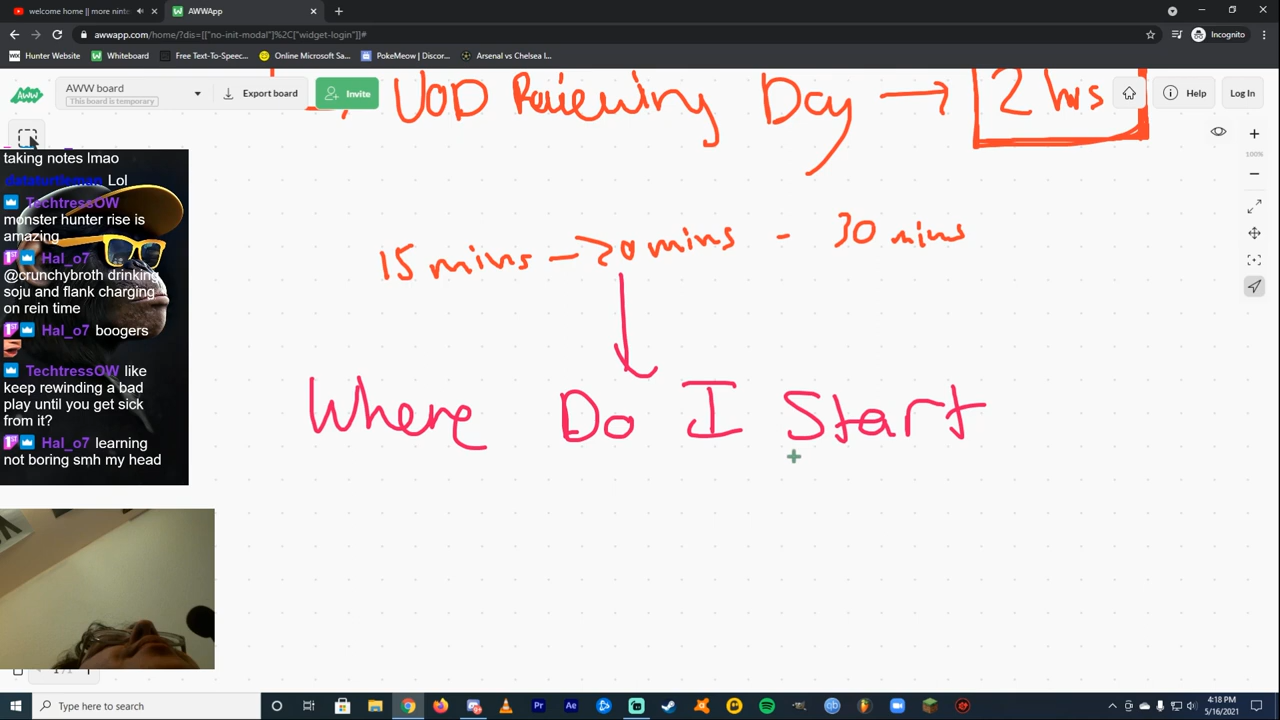 welcome home || more ninten
AWWApp
awwapp.com/home/?dis=[["no-init-modal"]%2C["widget-login"]]#
Incognito
Hunter Website
Whiteboard
Free Text-To-Speec...
Online Microsoft Sa...
PokeMeow | Discor...
Arsenal vs Chelsea l...
AWW board
This board is temporary
Export board
Invite
Help
Log In
VOD Reviewing Day → 2 hrs
100%
taking notes lmao
Lol
TechtressOW
monster hunter rise is
amazing
Hal_o7
@crunchybroth drinking
soju and flank charging
on rein time
Hal_o7 boogers
TechtressOW like
keep rewinding a bad
play until you get sick
from it?
Hal_o7 learning
not boring smh my head
15 mins - 20 mins - 30 mins
Where Do I Start
Type here to search
4:18 PM
5/16/2021